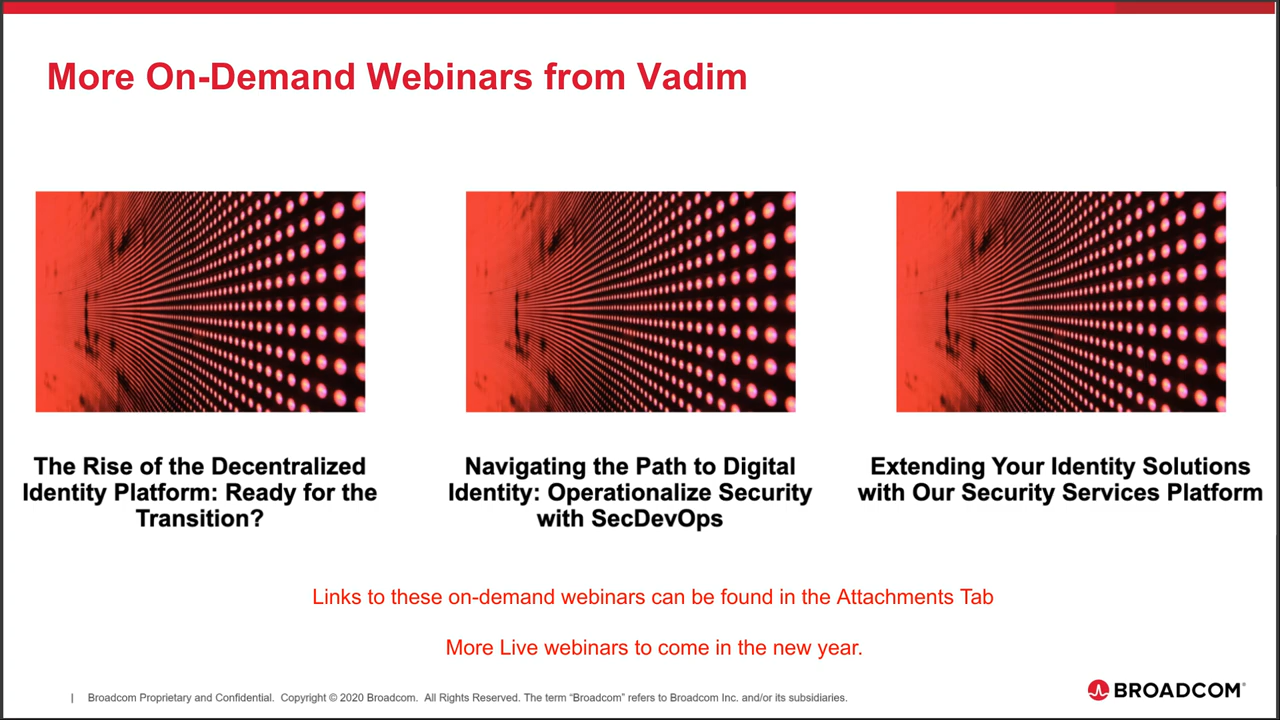 More On-Demand Webinars from Vadim
The Rise of the Decentralized
Identity Platform: Ready for the
Transition?
Navigating the Path to Digital
Identity: Operationalize Security
with SecDevOps
Extending Your Identity Solutions
with Our Security Services Platform
Links to these on-demand webinars can be found in the Attachments Tab
More Live webinars to come in the new year.
| Broadcom Proprietary and Confidential. Copyright © 2020 Broadcom. All Rights Reserved. The term “Broadcom” refers to Broadcom Inc. and/or its subsidiaries.
BROADCOM®